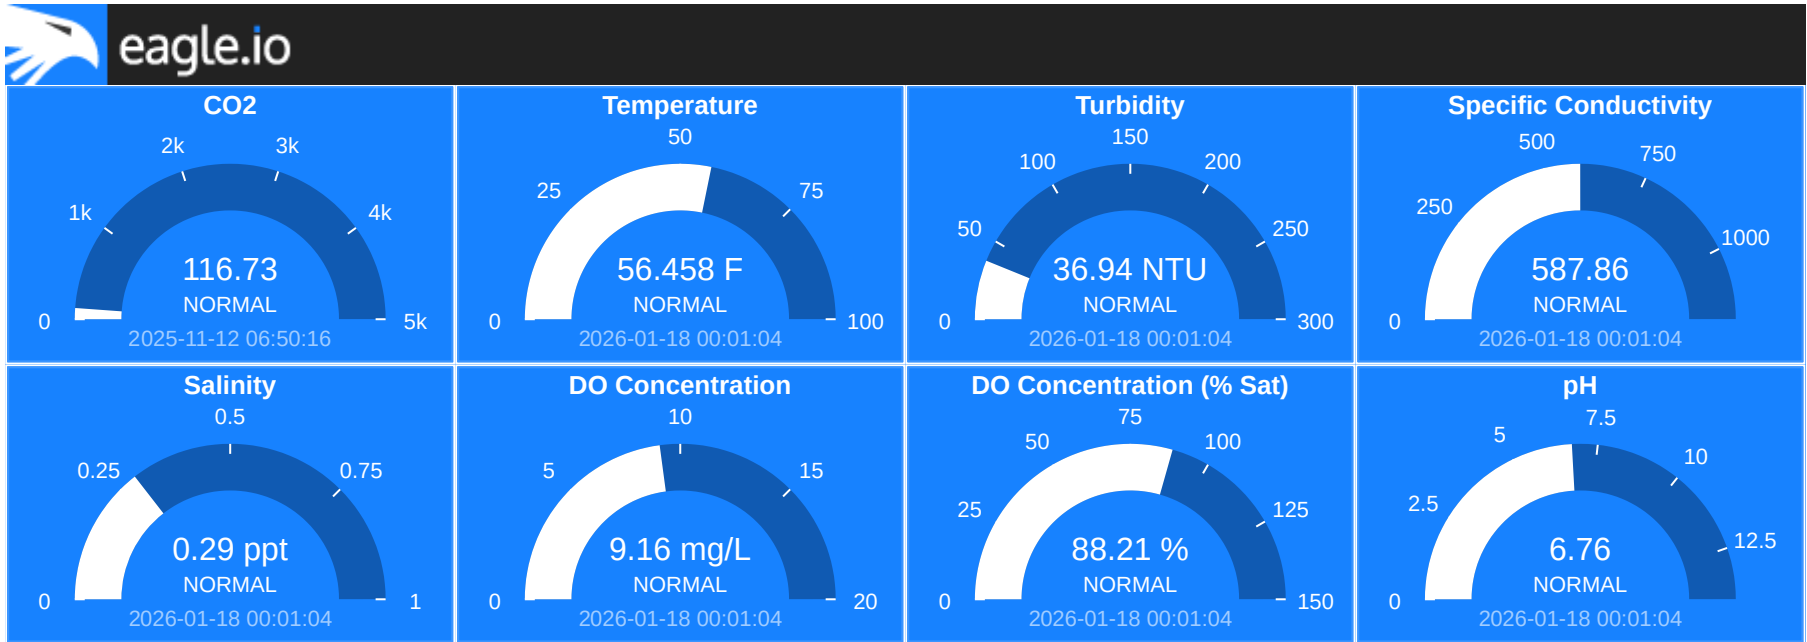 eagle.io
CO2
2k
3k
1k
4k
116.73
NORMAL
0
5k
2025-11-12 06:50:16
Temperature
50
25
75
56.458 F
NORMAL
0
100
2026-01-18 00:01:04
Turbidity
150
100
200
50
250
36.94 NTU
NORMAL
0
300
2026-01-18 00:01:04
Specific Conductivity
500
750
250
1000
587.86
NORMAL
0
2026-01-18 00:01:04
Salinity
0.5
0.25
0.75
0.29 ppt
NORMAL
0
1
2026-01-18 00:01:04
DO Concentration
10
5
15
9.16 mg/L
NORMAL
0
20
2026-01-18 00:01:04
DO Concentration (% Sat)
75
50
100
25
125
88.21 %
NORMAL
0
150
2026-01-18 00:01:04
pH
7.5
5
10
2.5
12.5
6.76
NORMAL
0
2026-01-18 00:01:04